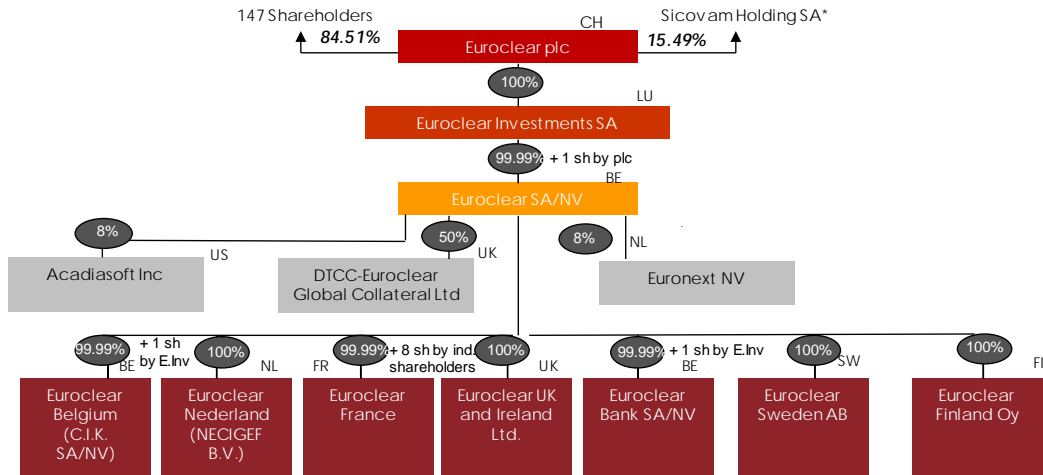 147 Shareholders
CH
Sicovam Holding SA*
84.51%
Euroclear plc
15.49%
100%
LU
Euroclear Investments SA
99.99% + 1 sh by plc
BE
Euroclear SA/NV
8%
50%
8%
US
UK
NL
Acadiasoft Inc
DTCC-Euroclear
Global Collateral Ltd
Euronext NV
99.99%
+ 1 sh
by E.Inv
BE
100%
NL
FR
99.99%
+ 8 sh by ind.
shareholders
100%
UK
99.99%
+ 1 sh by E.Inv
BE
100%
SW
100%
FI
Euroclear
Belgium
(C.I.K.
SA/NV)
Euroclear
Nederland
(NECIGEF
B.V.)
Euroclear
France
Euroclear UK
and Ireland
Ltd.
Euroclear
Bank SA/NV
Euroclear
Sweden AB
Euroclear
Finland Oy